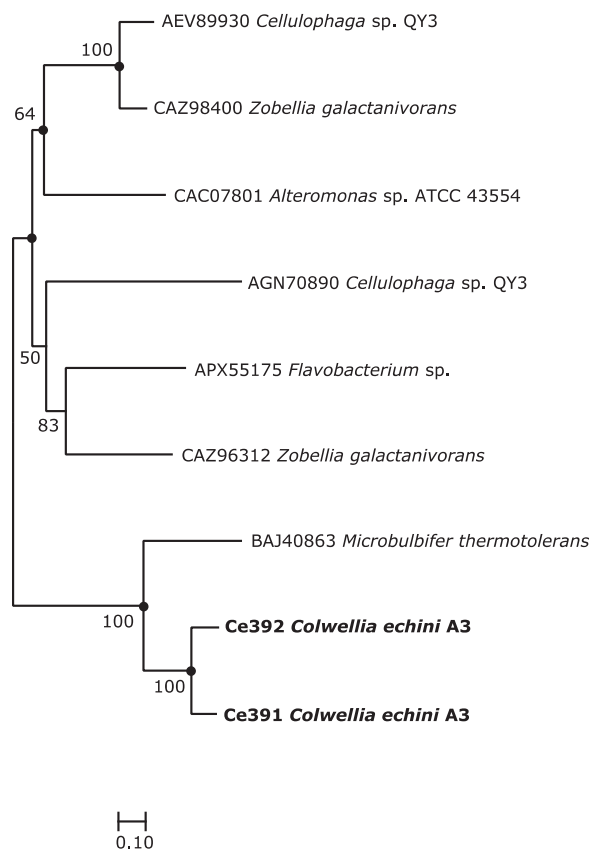 AEV89930 Cellulophaga sp. QY3
100
CAZ98400 Zobellia galactanivorans
64
CAC07801 Alteromonas sp. ATCC 43554
AGN70890 Cellulophaga sp. QY3
50
APX55175 Flavobacterium sp.
83
CAZ96312 Zobellia galactanivorans
BAJ40863 Microbulbifer thermotolerans
100
Ce392 Colwellia echini A3
100
Ce391 Colwellia echini A3
0.10